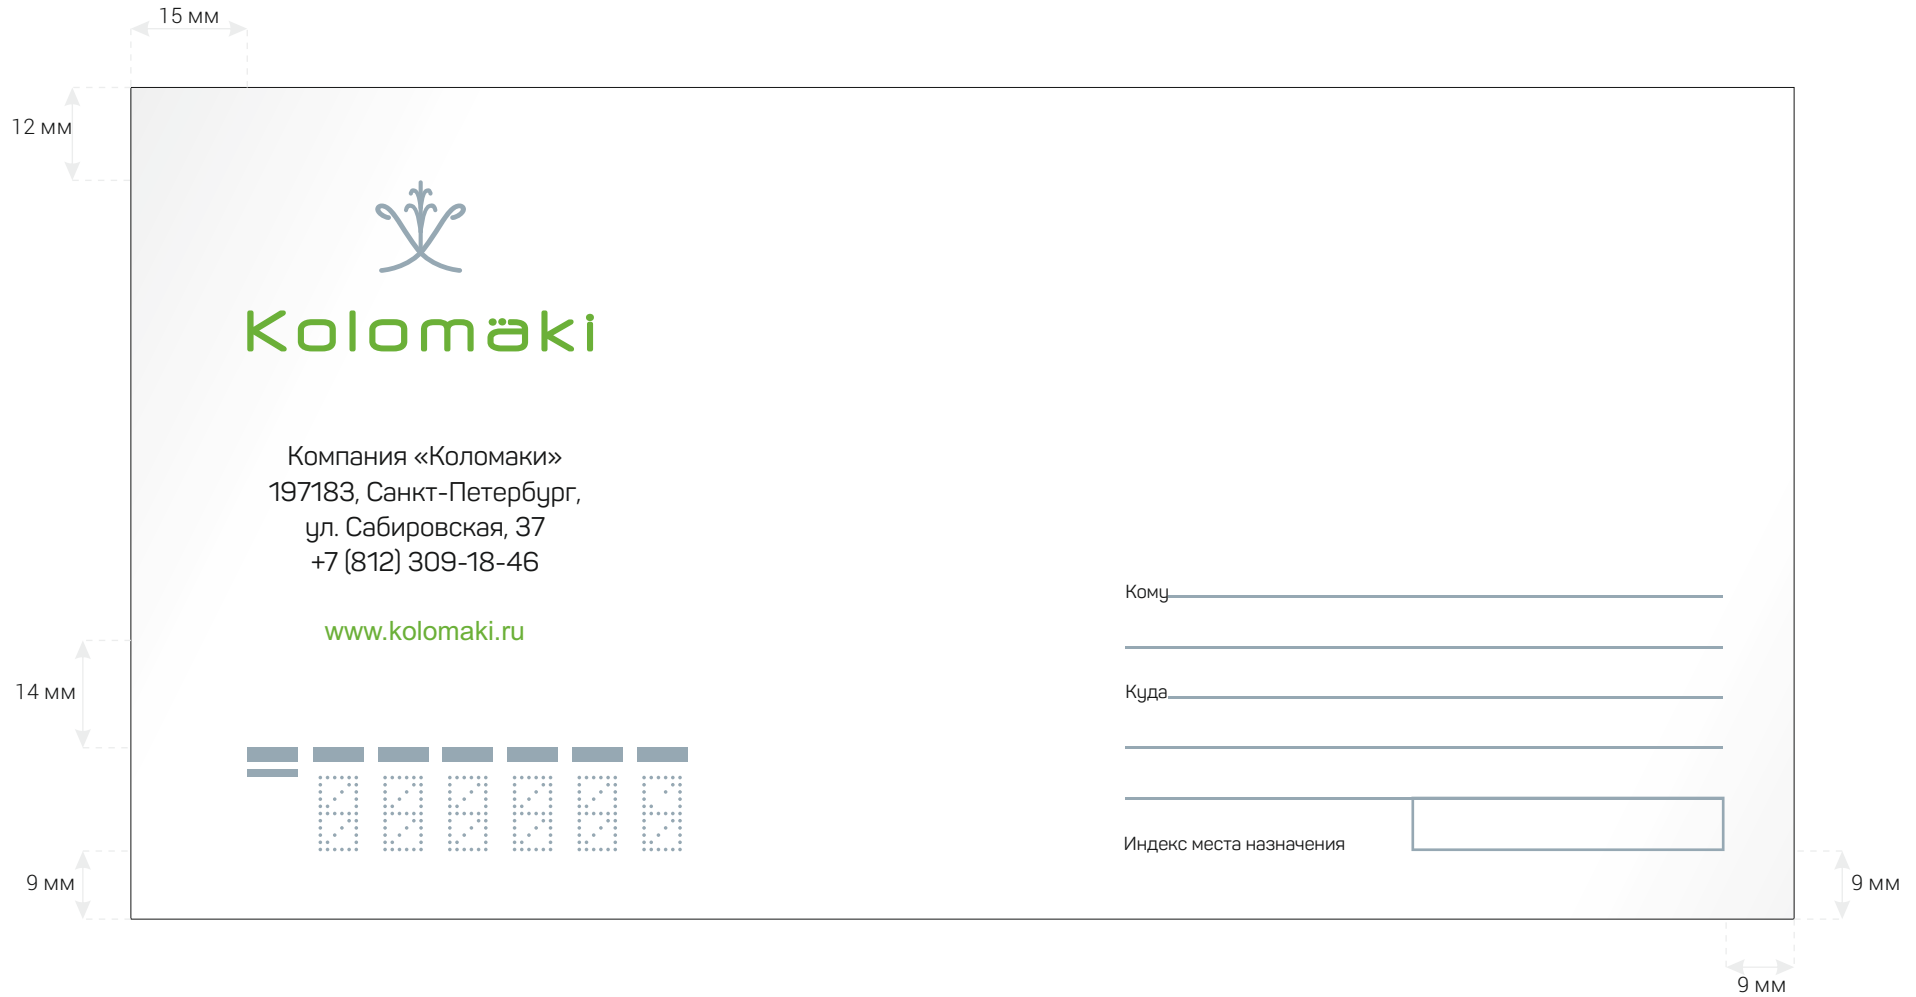 15 мм
12 мм
Kolomäki
Компания «Коломаки»
197183, Санкт-Петербург,
ул. Сабировская, 37
+7 (812) 309-18-46
www.kolomaki.ru
Кому
Куда
Индекс места назначения
14 мм
9 мм
9 мм
9 мм